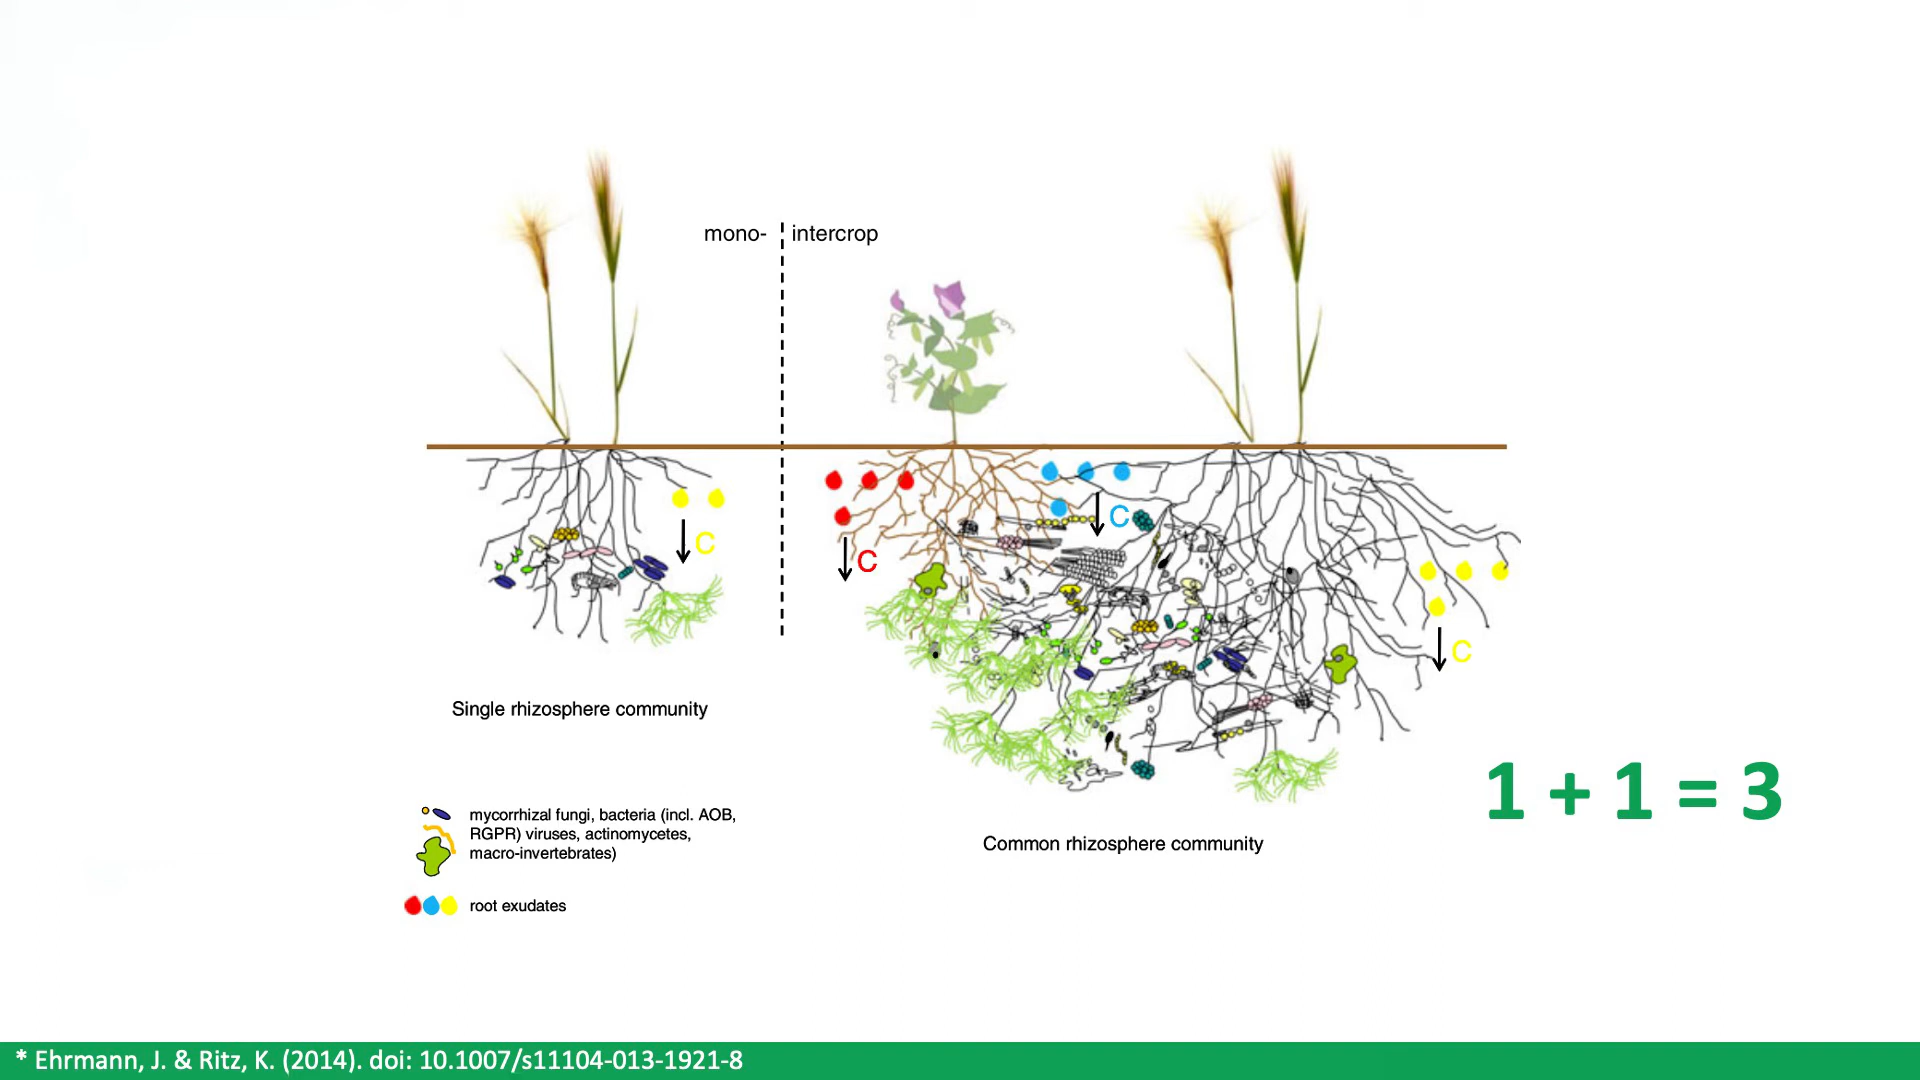 mono- intercrop
C
C
C
C
Single rhizosphere community
1 + 1 = 3
mycorrhizal fungi, bacteria (incl. AOB,
RGPR) viruses, actinomycetes,
macro-invertebrates)
Common rhizosphere community
root exudates
* Ehrmann, J. & Ritz, K. (2014). doi: 10.1007/s11104-013-1921-8